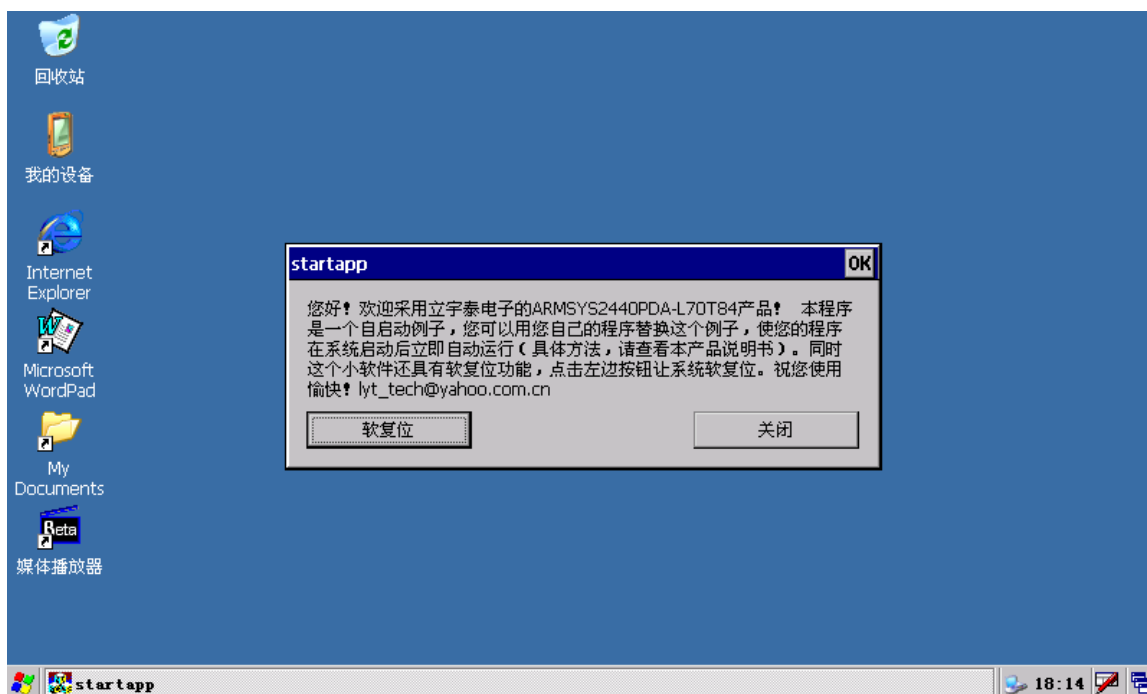 回收站
我的设备
Internet
Explorer
Microsoft
WordPad
My
Documents
Beta
媒体播放器
startapp
OK
您好！欢迎采用立宇泰电子的ARMSYS2440PDA-L70T84产品！ 本程序
是一个自启动例子，您可以用您自己的程序替换这个例子，使您的程序
在系统启动后立即自动运行（具体方法，请查看本产品说明书）。同时
这个小软件还具有软复位功能，点击左边按钮让系统软复位。祝您使用
愉快！lyt_tech@yahoo.com.cn
软复位
关闭
startapp
18:14